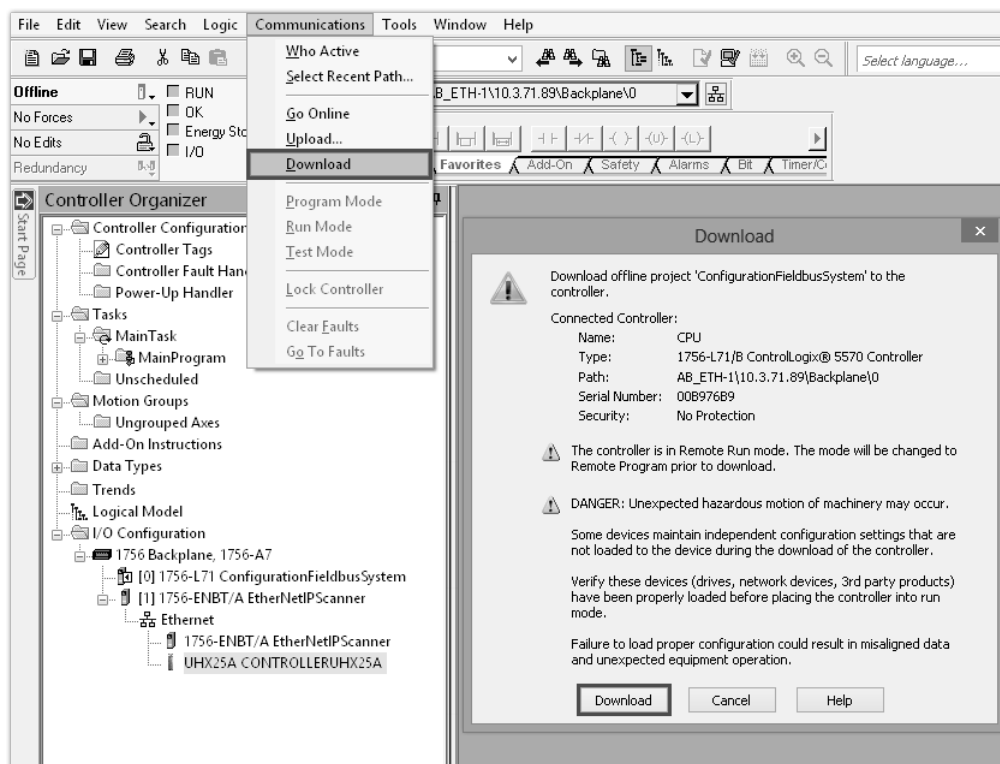 File Edit View Search Logic Communications Tools Window Help
Select language...
Offline
RUN
No Forces
OK
No Edits
Energy Sto
Redundancy
I/O
Who Active
Select Recent Path...
Go Online
Upload...
Download
Program Mode
Run Mode
Test Mode
Lock Controller
Clear Faults
Go To Faults
B_ETH-1\10.3.71.89\Backplane\0
Favorites Add-On Safety Alarms Bit Timer/C
Start Page
Controller Organizer
Controller Configuration
Controller Tags
Controller Fault Han
Power-Up Handler
Tasks
MainTask
MainProgram
Unscheduled
Motion Groups
Ungrouped Axes
Add-On Instructions
Data Types
Trends
Logical Model
I/O Configuration
1756 Backplane, 1756-A7
[0] 1756-L71 ConfigurationFieldbusSystem
[1] 1756-ENBT/A EtherNetIPScanner
Ethernet
1756-ENBT/A EtherNetIPScanner
UHX25A CONTROLLERUHX25A
Download
Download offline project 'ConfigurationFieldbusSystem' to the
controller.
Connected Controller:
Name: CPU
Type: 1756-L71/B ControlLogix® 5570 Controller
Path: AB_ETH-1\10.3.71.89\Backplane\0
Serial Number: 00B976B9
Security: No Protection
The controller is in Remote Run mode. The mode will be changed to
Remote Program prior to download.
DANGER: Unexpected hazardous motion of machinery may occur.
Some devices maintain independent configuration settings that are
not loaded to the device during the download of the controller.
Verify these devices (drives, network devices, 3rd party products)
have been properly loaded before placing the controller into run
mode.
Failure to load proper configuration could result in misaligned data
and unexpected equipment operation.
Download Cancel Help